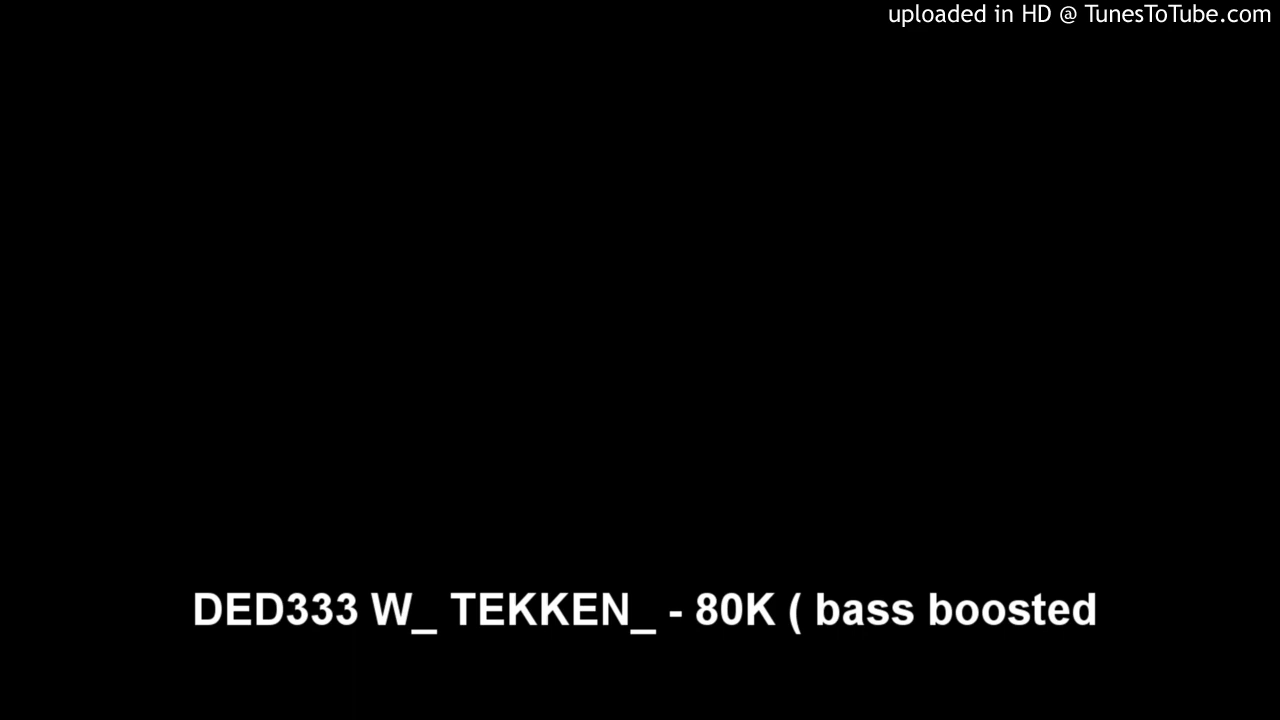 uploaded in HD @ TunesToTube.com
DED333 W_ TEKKEN_ - 80K ( bass boosted